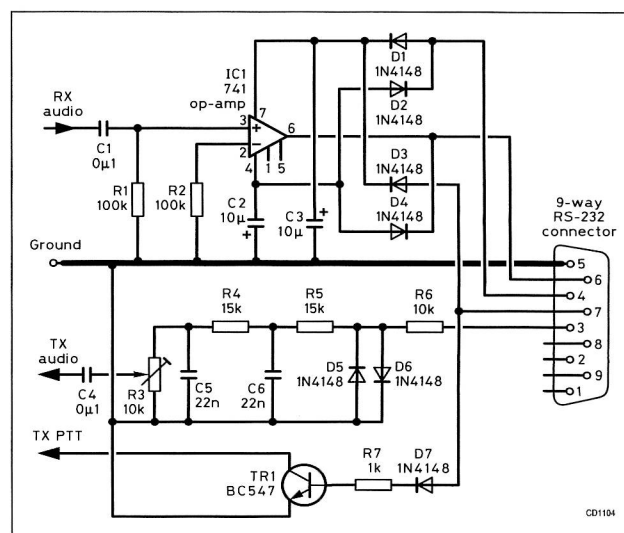 IC1
741
op-amp
RX
audio
C1
0µ1
3
7
+
2
−
6
4
1
5
R1
100k
R2
100k
C2
10µ
+
C3
10µ
+
D1
1N4148
D2
1N4148
D3
1N4148
D4
1N4148
9-way
RS-232
connector
5
6
4
7
3
8
2
9
1
Ground
R4
15k
R5
15k
R6
10k
TX
audio
C4
0µ1
R3
10k
C5
22n
C6
22n
D5
1N4148
D6
1N4148
TX PTT
TR1
BC547
R7
1k
D7
1N4148
CD1104